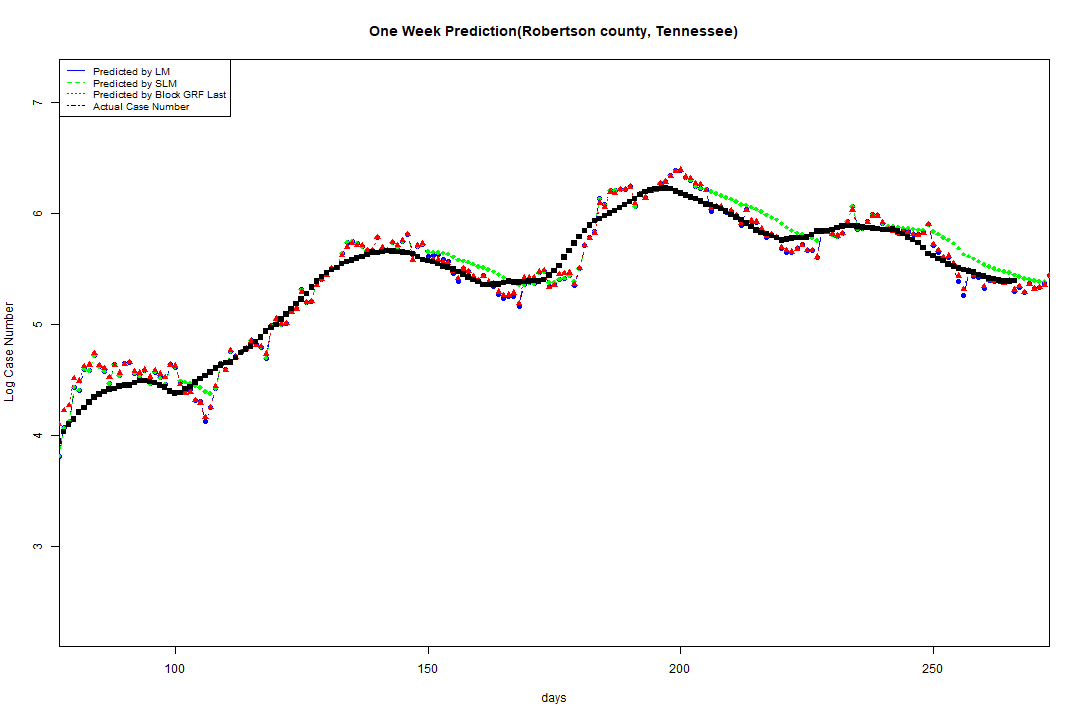 One Week Prediction(Robertson county, Tennessee)
Predicted by LM
Predicted by SLM
Predicted by Block GRF Last
Actual Case Number
7
6
5
4
3
Log Case Number
100 150 200 250
days